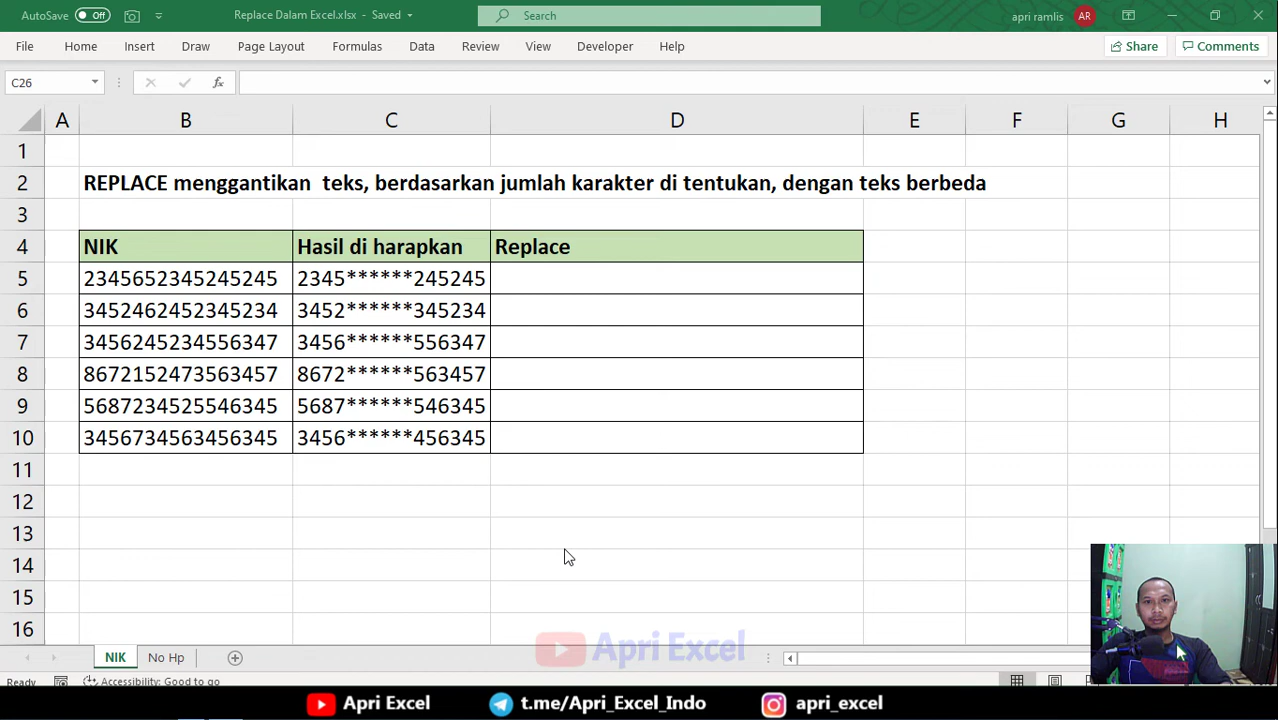 AutoSave Off
Replace Dalam Excel.xlsx - Saved
Search
apri ramlis AR
File Home Insert Draw Page Layout Formulas Data Review View Developer Help
Share
Comments
C26
fx
A B C D E F G H
1
2 REPLACE menggantikan teks, berdasarkan jumlah karakter di tentukan, dengan teks berbeda
3
4 NIK Hasil di harapkan Replace
5 2345652345245245 2345******245245
6 3452462452345234 3452******345234
7 3456245234556347 3456******556347
8 8672152473563457 8672******563457
9 5687234525546345 5687******546345
10 3456734563456345 3456******456345
11
12
13
14
15
16
Apri Excel
NIK No Hp
Ready Accessibility: Good to go
Apri Excel t.me/Apri_Excel_Indo apri_excel